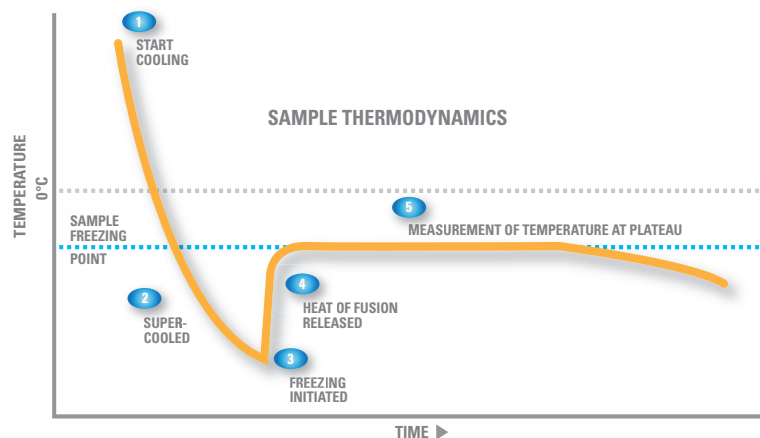 1
START
COOLING
SAMPLE THERMODYNAMICS
TEMPERATURE
0°C
5
MEASUREMENT OF TEMPERATURE AT PLATEAU
SAMPLE
FREEZING
POINT
2
SUPER-
COOLED
4
HEAT OF FUSION
RELEASED
3
FREEZING
INITIATED
TIME ▶